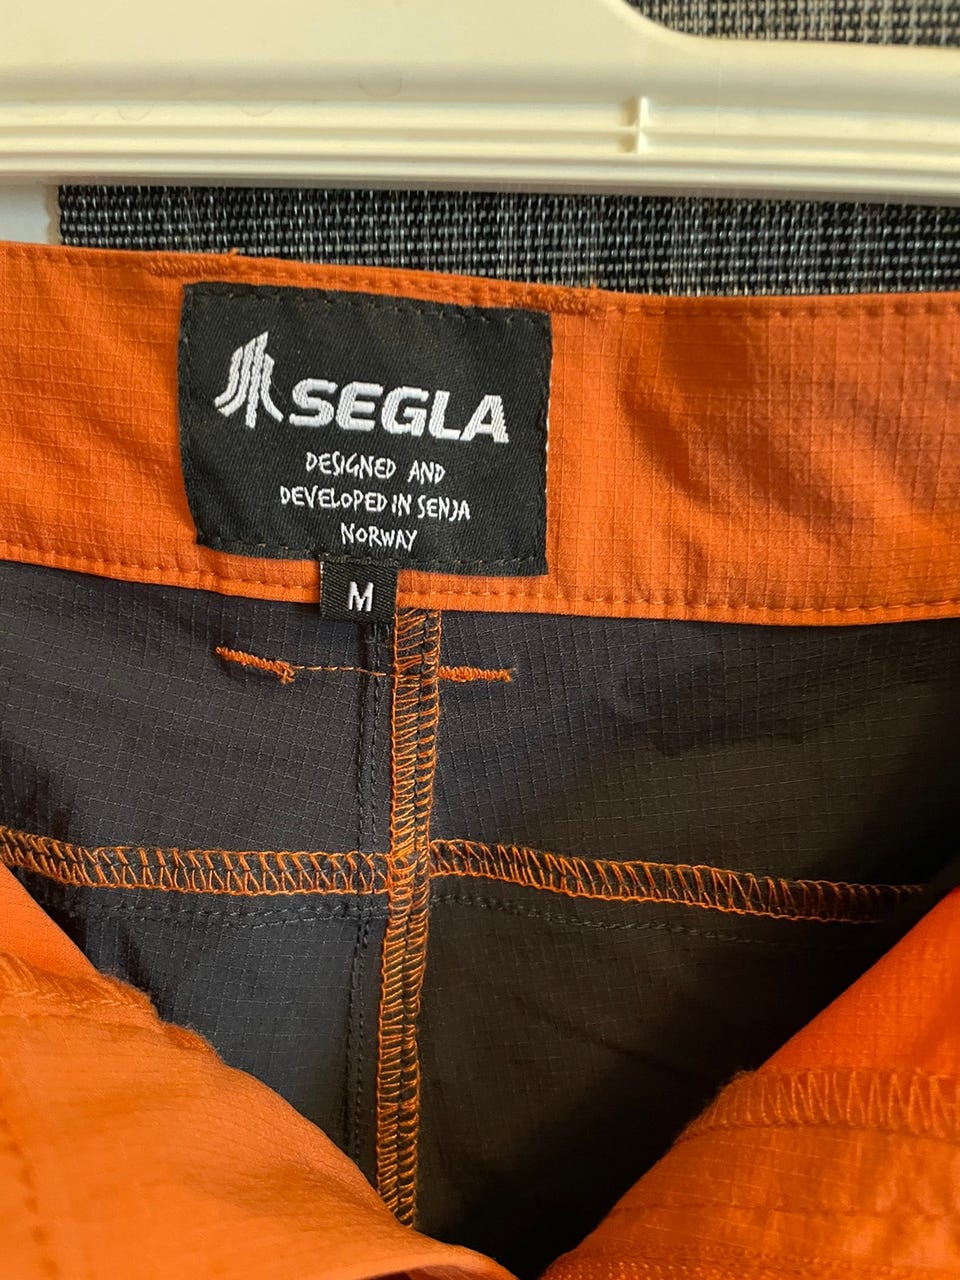 SEGLA
DESIGNED AND
DEVELOPED IN SENJA
NORWAY
M